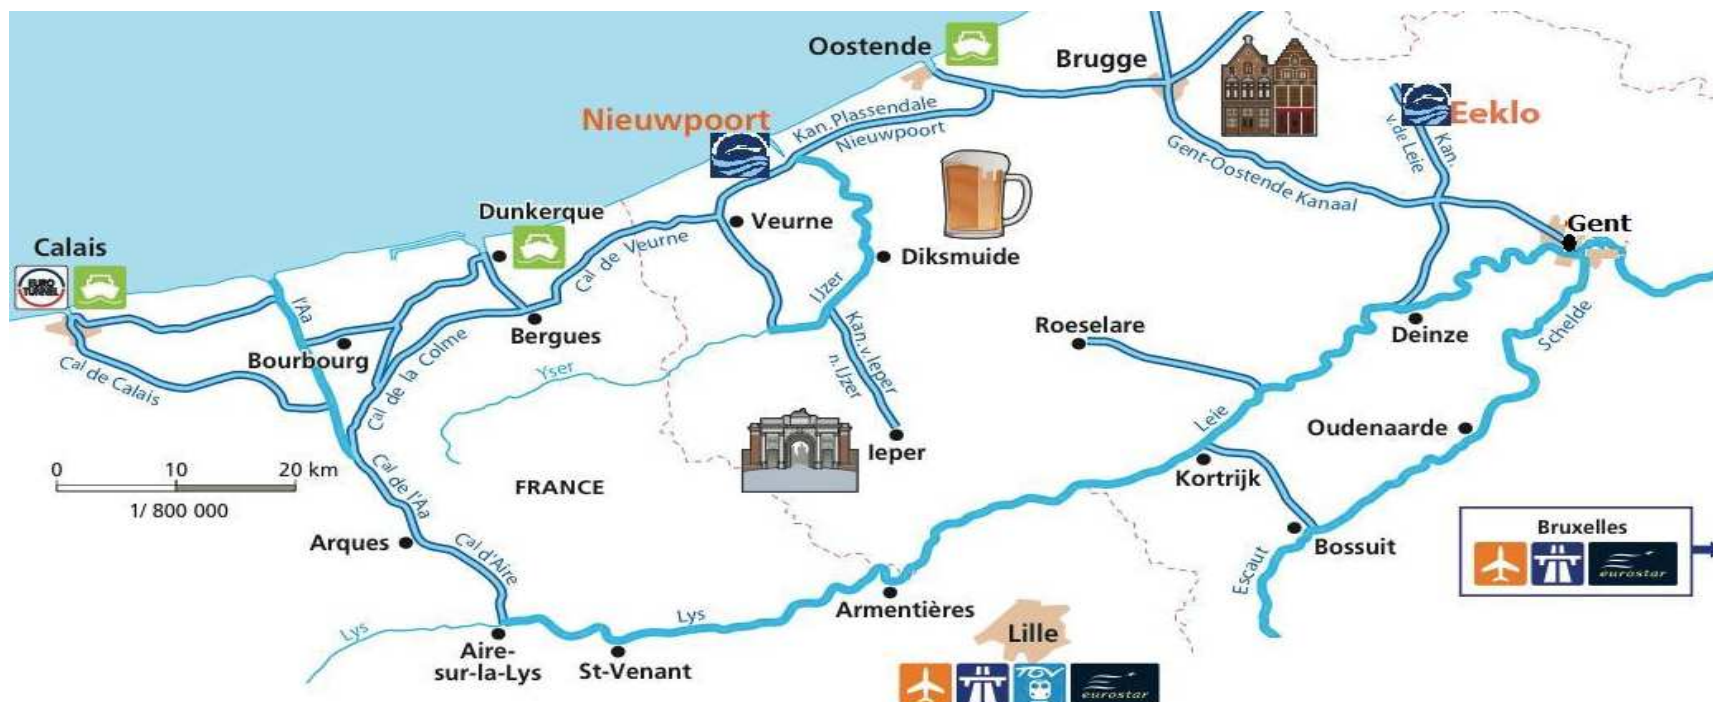 Oostende
Brugge
Nieuwpoort
Kan. Plassendale
Nieuwpoort
Eeklo
Kan.
v.de Leie
Gent-Oostende Kanaal
Gent
Dunkerque
Veurne
Cal de Veurne
Diksmuide
Calais
EURO
TUNNEL
l'Aa
IJzer
Bergues
Bourbourg
Cal de Calais
Cal de la Colme
Yser
Kan.v.Ieper
n.IJzer
Roeselare
Deinze
Schelde
Leie
Oudenaarde
Ieper
Kortrijk
0 10 20 km
1/ 800 000
FRANCE
Cal de l'Aa
Arques
Cal d'Aire
Bossuit
Escaut
Bruxelles
eurostar
Lys
Lys
Armentières
Aire-
sur-la-Lys
St-Venant
Lille
TGV
eurostar